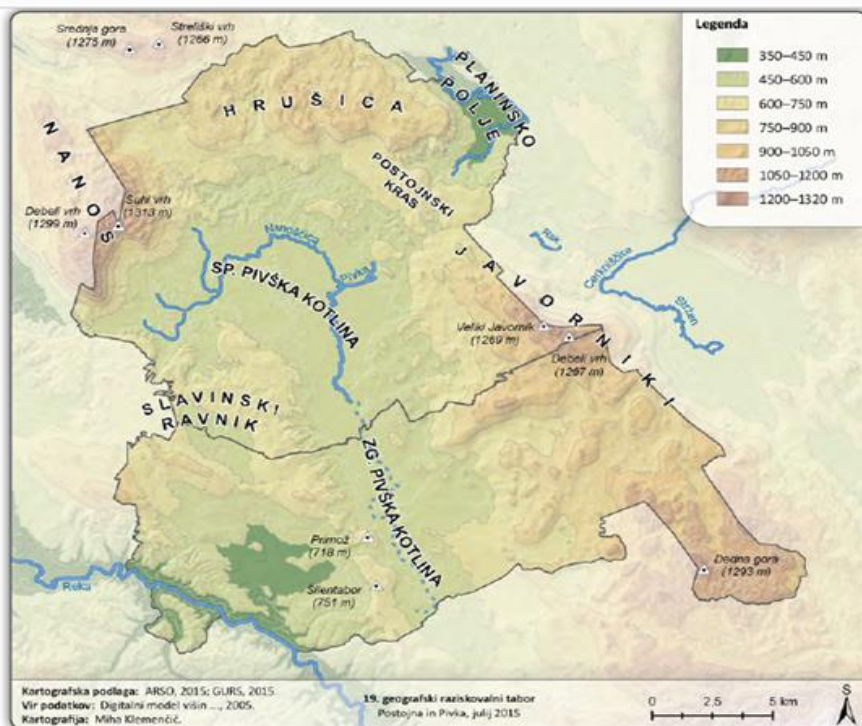 Srednja gora
(1275 m)
Streliški vrh
(1266 m)
Legenda
350–450 m
450–600 m
600–750 m
750–900 m
900–1050 m
1050–1200 m
1200–1320 m
PLANINSKO
POLJE
HRUŠICA
NANOS
POSTOJNSKI
KRAS
Suhi vrh
(1313 m)
Debeli vrh
(1299 m)
Nanoščica
Pivka
SP. PIVŠKA KOTLINA
JAVORNIKI
Rak
Cerkniščica
Stržen
Veliki Javornik
(1269 m)
Debeli vrh
(1267 m)
SLAVINSKI
RAVNIK
ZG. PIVŠKA KOTLINA
Primož
(718 m)
Šilentabor
(751 m)
Dedna gora
(1293 m)
Reka
Kartografska podlaga: ARSO, 2015; GURS, 2015.
Vir podatkov: Digitalni model višin ..., 2005.
Kartografija: Miha Klemenčič.
19. geografski raziskovalni tabor
Postojna in Pivka, julij 2015
0 2,5 5 km
S